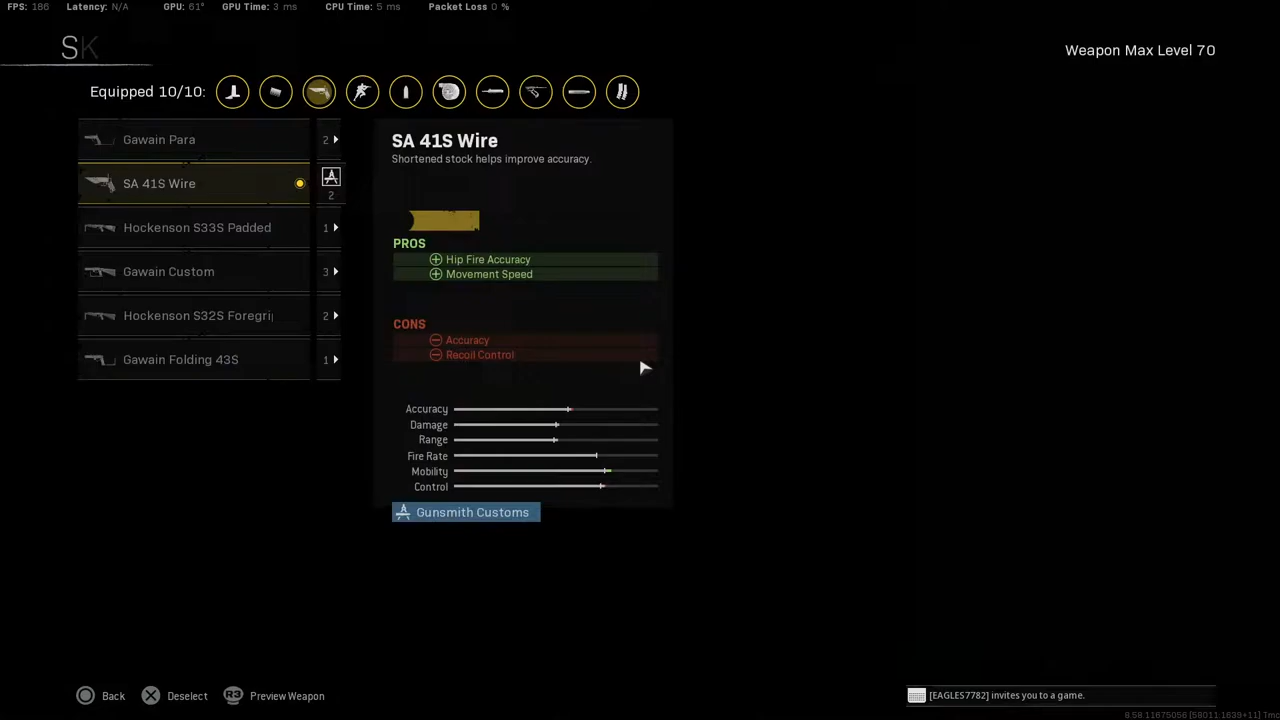 FPS: 186 Latency: N/A GPU: 61° GPU Time: 3 ms CPU Time: 5 ms Packet Loss 0 %
SK
Weapon Max Level 70
Equipped 10/10:
Gawain Para 2
SA 41S Wire
2
Hockenson S33S Padded 1
Gawain Custom 3
Hockenson S32S Foregri 2
Gawain Folding 43S 1
SA 41S Wire
Shortened stock helps improve accuracy.
PROS
Hip Fire Accuracy
Movement Speed
CONS
Accuracy
Recoil Control
Accuracy
Damage
Range
Fire Rate
Mobility
Control
Gunsmith Customs
Back Deselect R3 Preview Weapon
[EAGLES7782] invites you to a game.